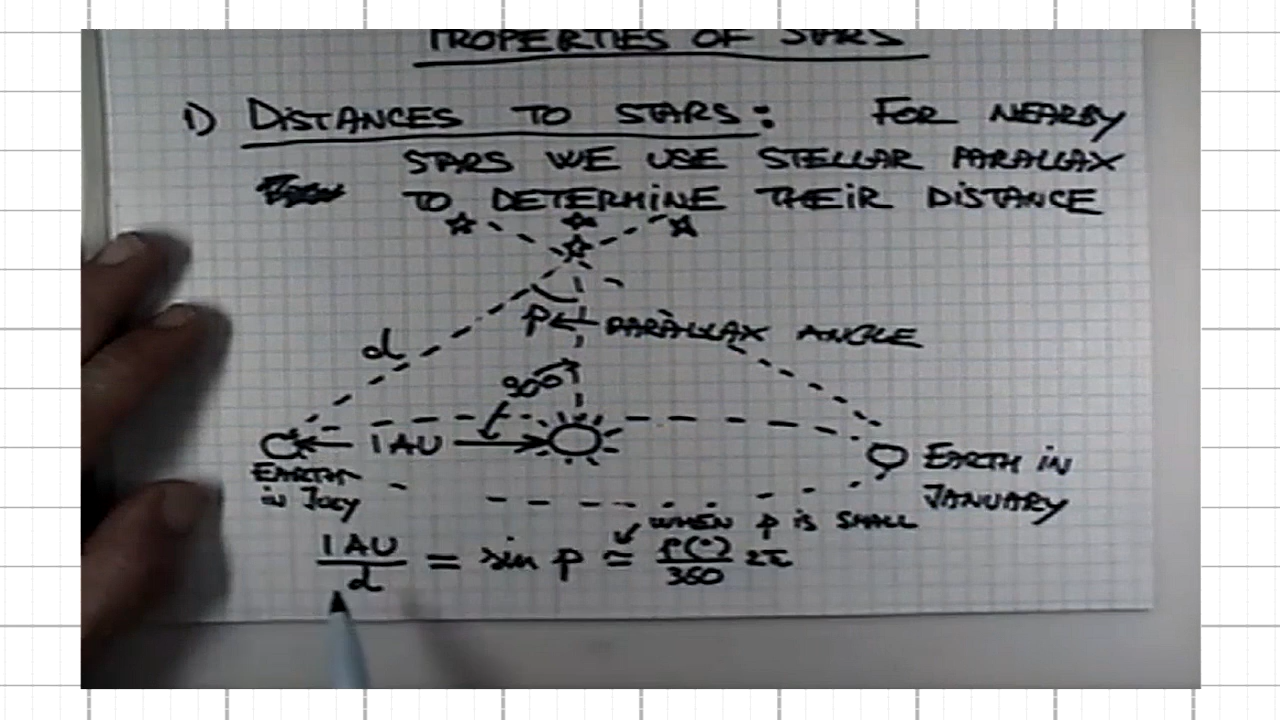 PROPERTIES OF STARS
1) DISTANCES TO STARS: FOR NEARBY
STARS WE USE STELLAR PARALLAX
TO DETERMINE THEIR DISTANCE
d
p ← PARALLAX ANGLE
90°
1 AU
EARTH
in July
EARTH IN
JANUARY
WHEN p is SMALL
1 AU / d = sin p ≃ p(°) / 360 2π